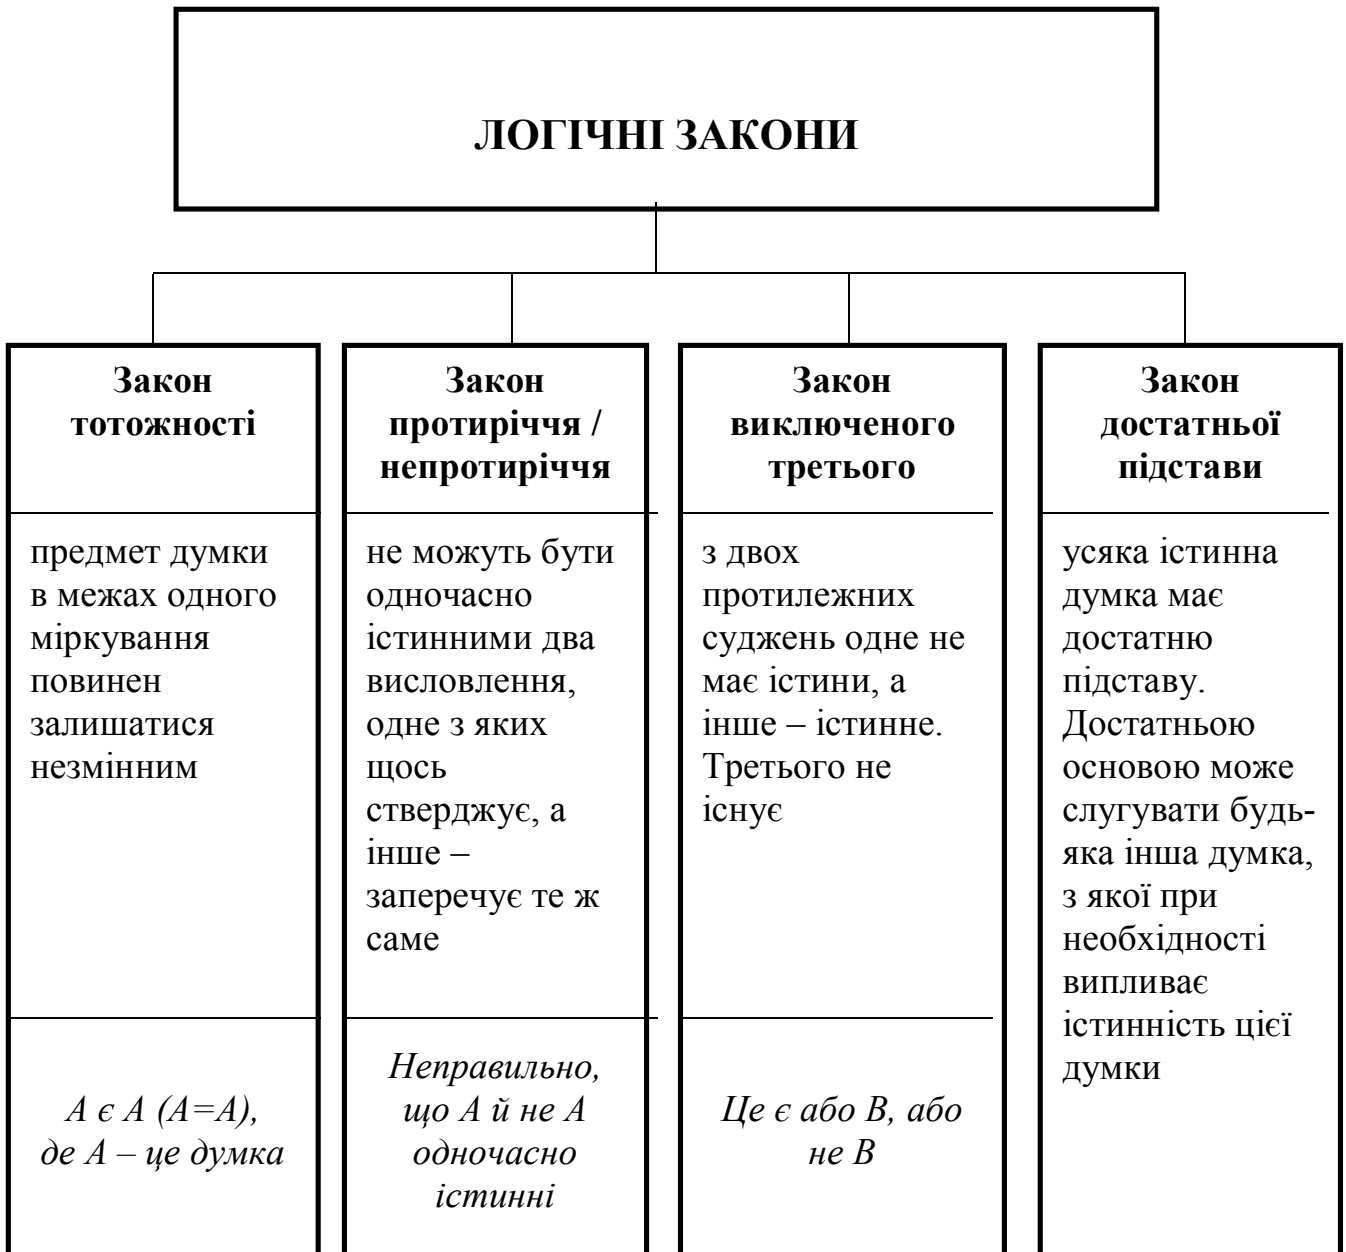 ЛОГІЧНІ ЗАКОНИ
Закон
тотожності
предмет думки
в межах одного
міркування
повинен
залишатися
незмінним
А є А (А=А),
де А – це думка
Закон
протиріччя /
непротиріччя
не можуть бути
одночасно
істинними два
висловлення,
одне з яких
щось
стверджує, а
інше –
заперечує те ж
саме
Неправильно,
що А й не А
одночасно
істинні
Закон
виключеного
третього
з двох
протилежних
суджень одне не
має істини, а
інше – істинне.
Третього не
існує
Це є або В, або
не В
Закон
достатньої
підстави
усяка істинна
думка має
достатню
підставу.
Достатньою
основою може
слугувати будь-
яка інша думка,
з якої при
необхідності
випливає
істинність цієї
думки